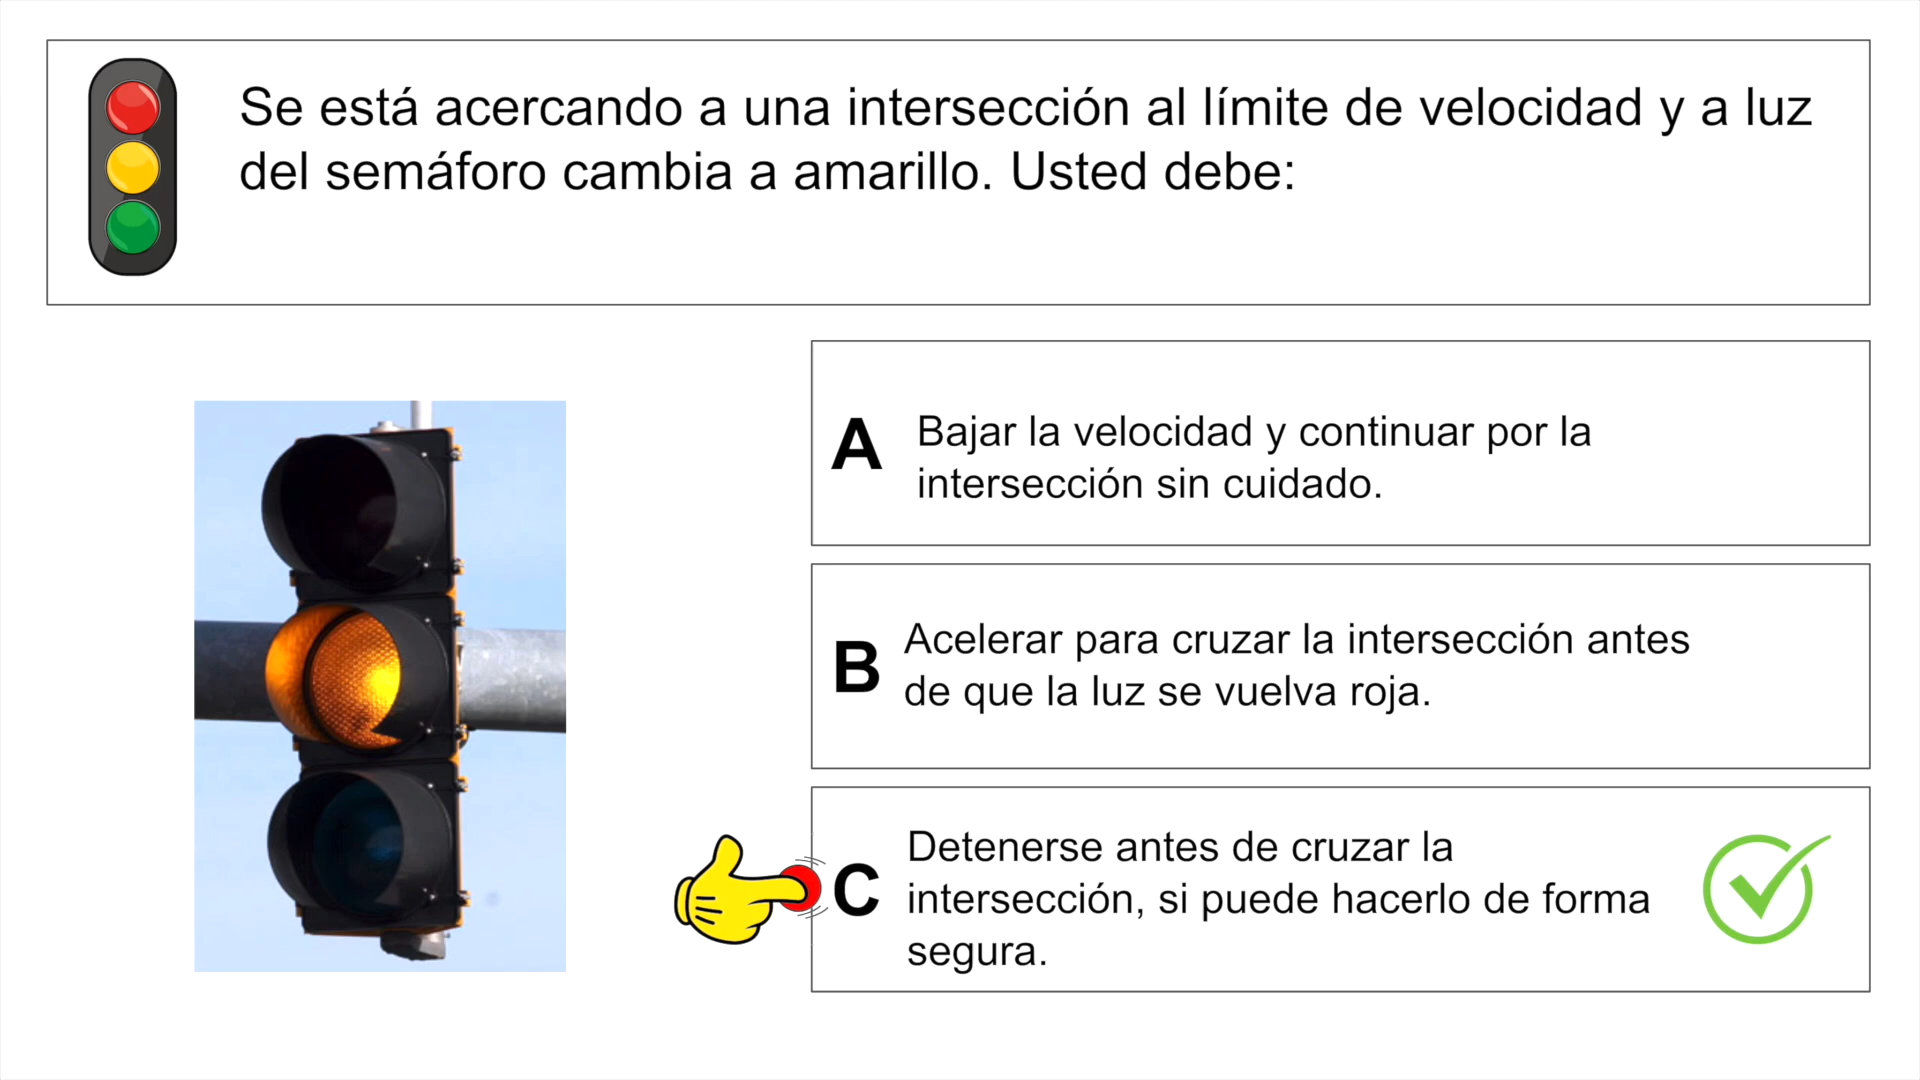 Se está acercando a una intersección al límite de velocidad y a luz
del semáforo cambia a amarillo. Usted debe:
A
Bajar la velocidad y continuar por la
intersección sin cuidado.
B
Acelerar para cruzar la intersección antes
de que la luz se vuelva roja.
C
Detenerse antes de cruzar la
intersección, si puede hacerlo de forma
segura.